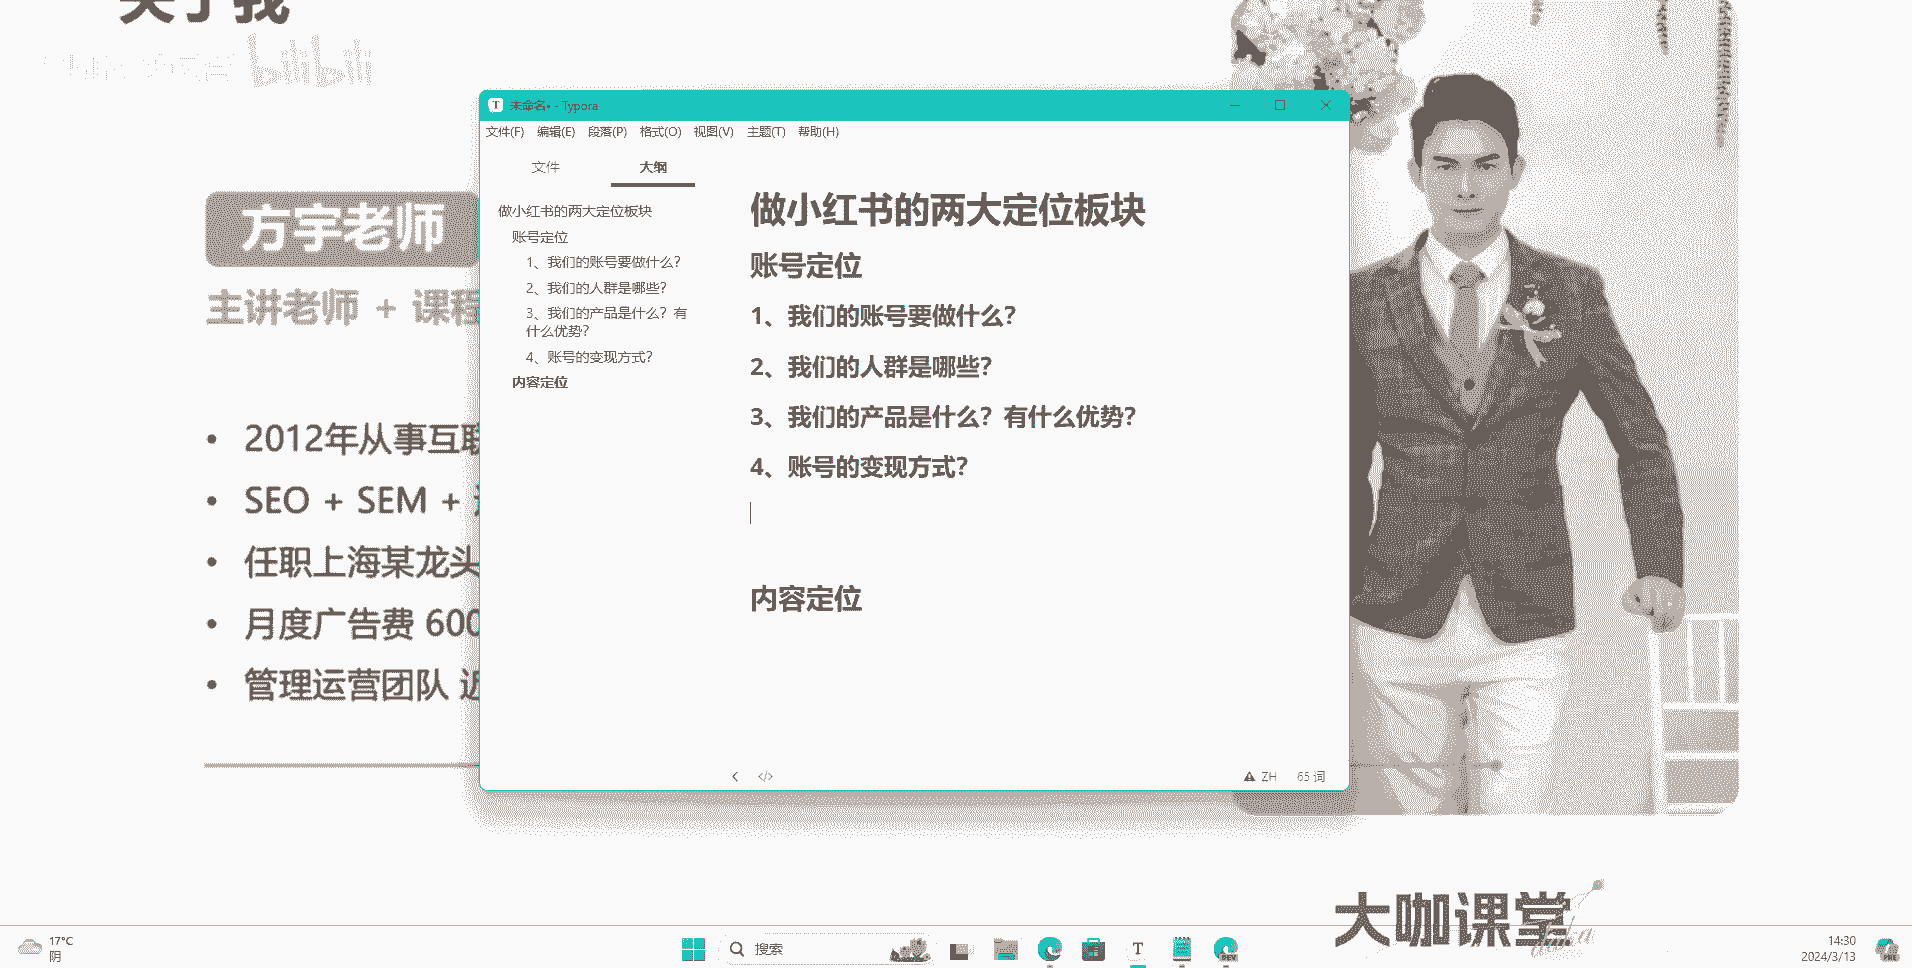 关于我
bilibili
方宇老师
主讲老师 + 课程
2012年从事互联
SEO + SEM +
任职上海某龙头
月度广告费 600
管理运营团队 近
未命名• - Typora
文件(F) 编辑(E) 段落(P) 格式(O) 视图(V) 主题(T) 帮助(H)
文件 大纲
做小红书的两大定位板块
账号定位
1、我们的账号要做什么？
2、我们的人群是哪些？
3、我们的产品是什么？有
什么优势？
4、账号的变现方式？
内容定位
做小红书的两大定位板块
账号定位
1、我们的账号要做什么？
2、我们的人群是哪些？
3、我们的产品是什么？有什么优势？
4、账号的变现方式？
内容定位
</> ZH 65 词
大咖课堂
17°C
阴
搜索
DEV
14:30
2024/3/13
PRE